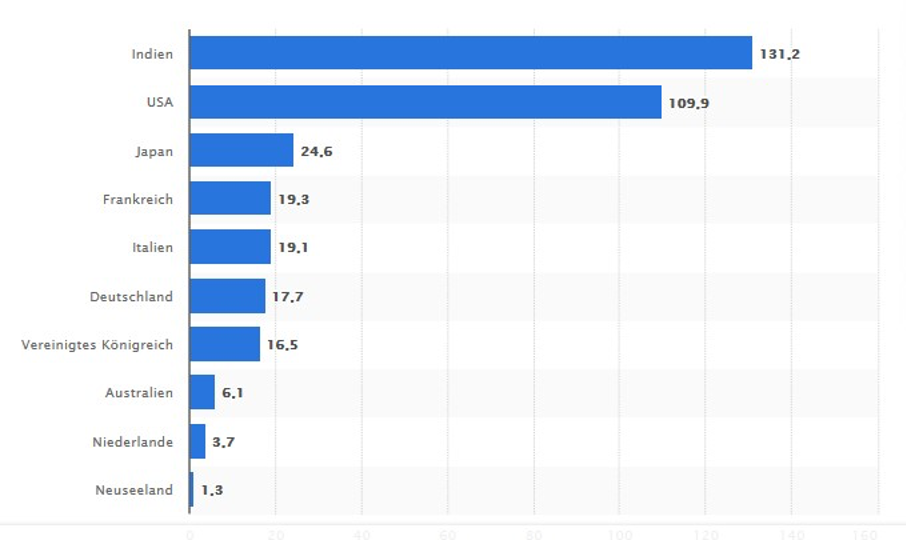 Indien 131,2
USA 109,9
Japan 24,6
Frankreich 19,3
Italien 19,1
Deutschland 17,7
Vereinigtes Königreich 16,5
Australien 6,1
Niederlande 3,7
Neuseeland 1,3
0 20 40 60 80 100 120 140 160